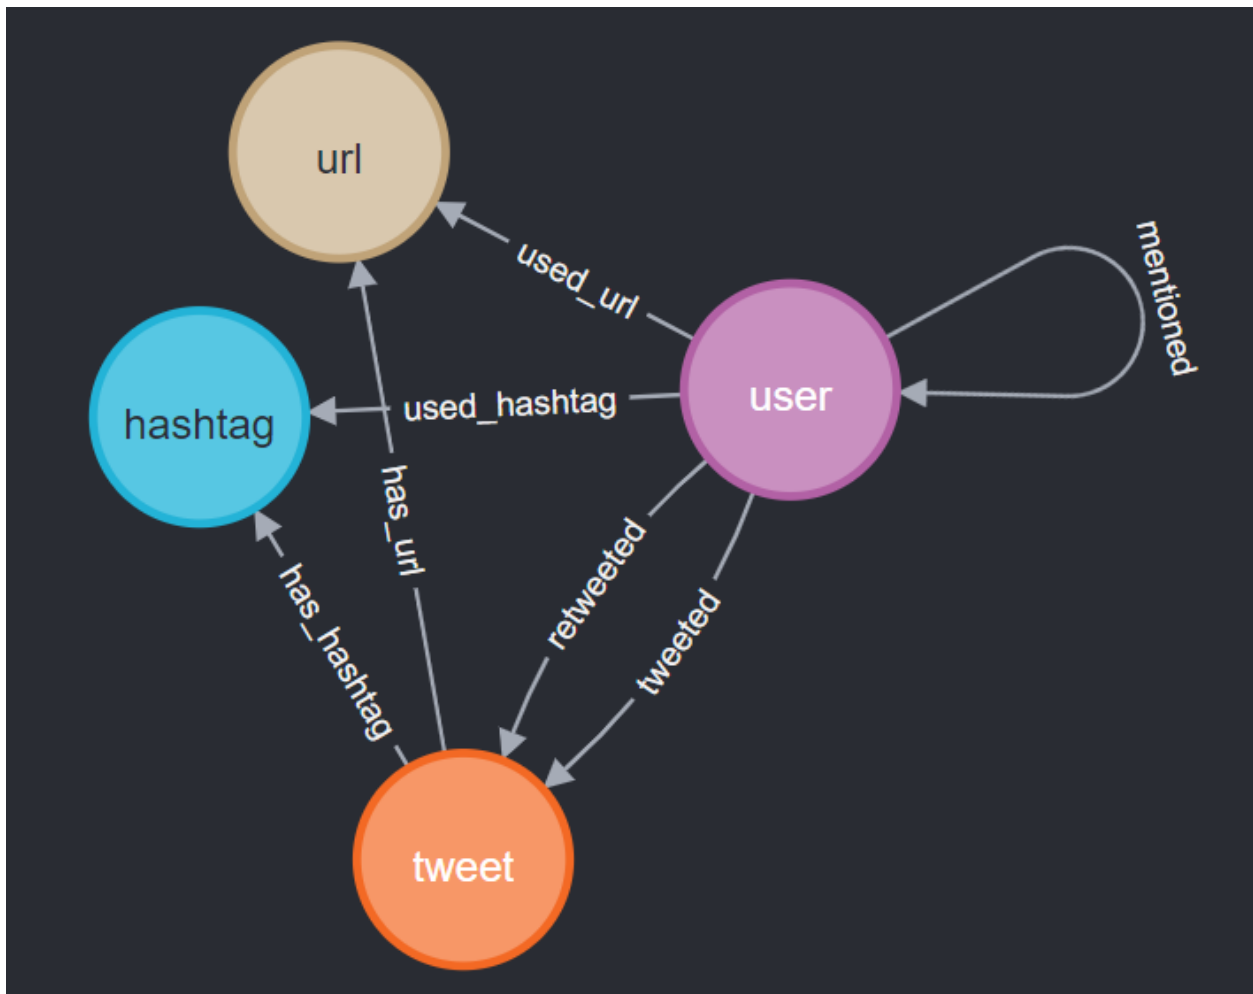 url
mentioned
used_url
user
used_hashtag
hashtag
has_url
retweeted
tweeted
has_hashtag
tweet